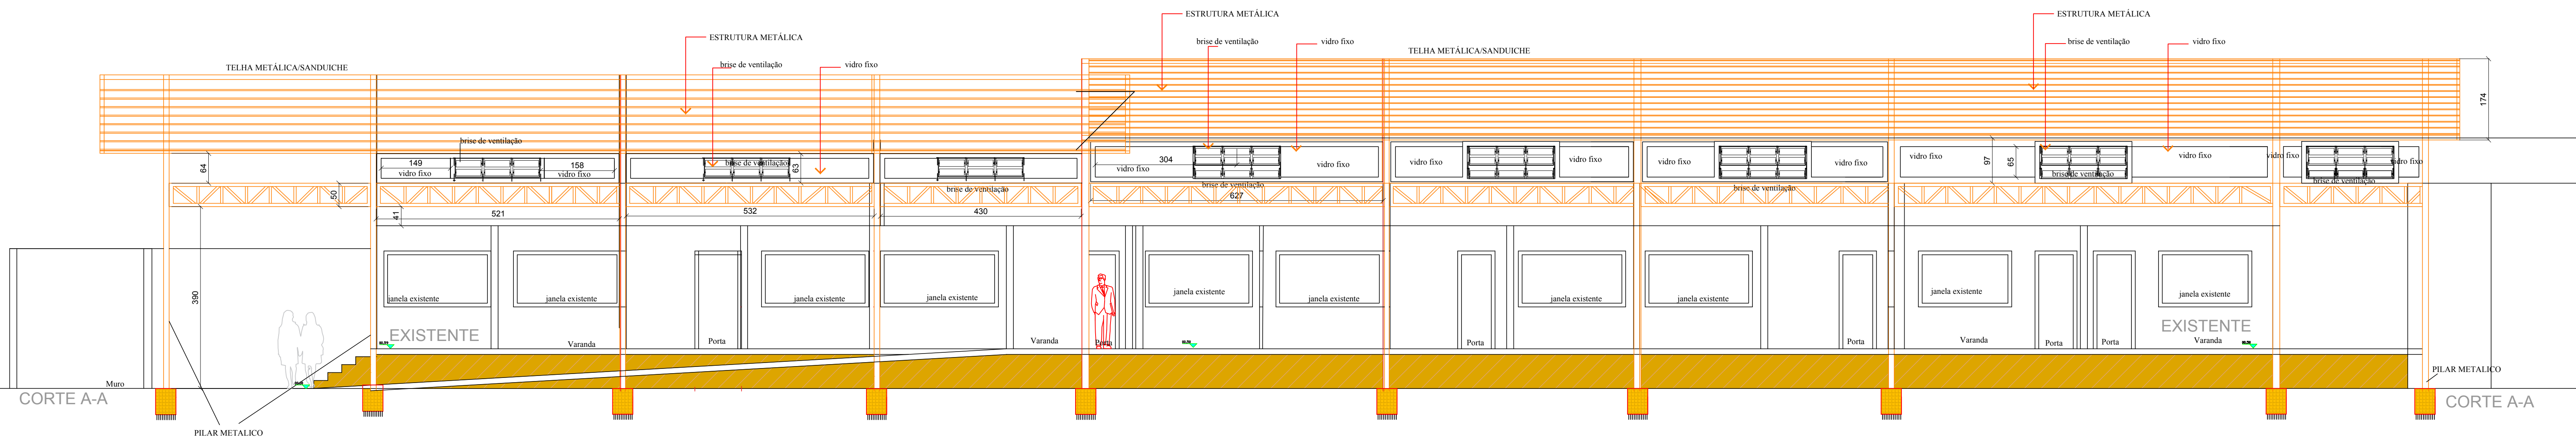 ESTRUTURA METÁLICA
ESTRUTURA METÁLICA
ESTRUTURA METÁLICA
brise de ventilação
vidro fixo
brise de ventilação
vidro fixo
TELHA METÁLICA/SANDUICHE
TELHA METÁLICA/SANDUICHE
brise de ventilação
vidro fixo
174
brise de ventilação
64
149
vidro fixo
158
vidro fixo
brise de ventilação
63
brise de ventilação
304
vidro fixo
vidro fixo
brise de ventilação
vidro fixo
vidro fixo
vidro fixo
vidro fixo
brise de ventilação
vidro fixo
97
65
brise de ventilação
vidro fixo
vidro fixo
vidro fixo
brise de ventilação
50
41
521
532
430
627
390
janela existente
janela existente
janela existente
janela existente
janela existente
janela existente
janela existente
janela existente
janela existente
janela existente
EXISTENTE
EXISTENTE
Varanda
Porta
Varanda
Porta
Porta
Porta
Varanda
Porta
Porta
Varanda
Muro
PILAR METALICO
CORTE A-A
CORTE A-A
PILAR METALICO